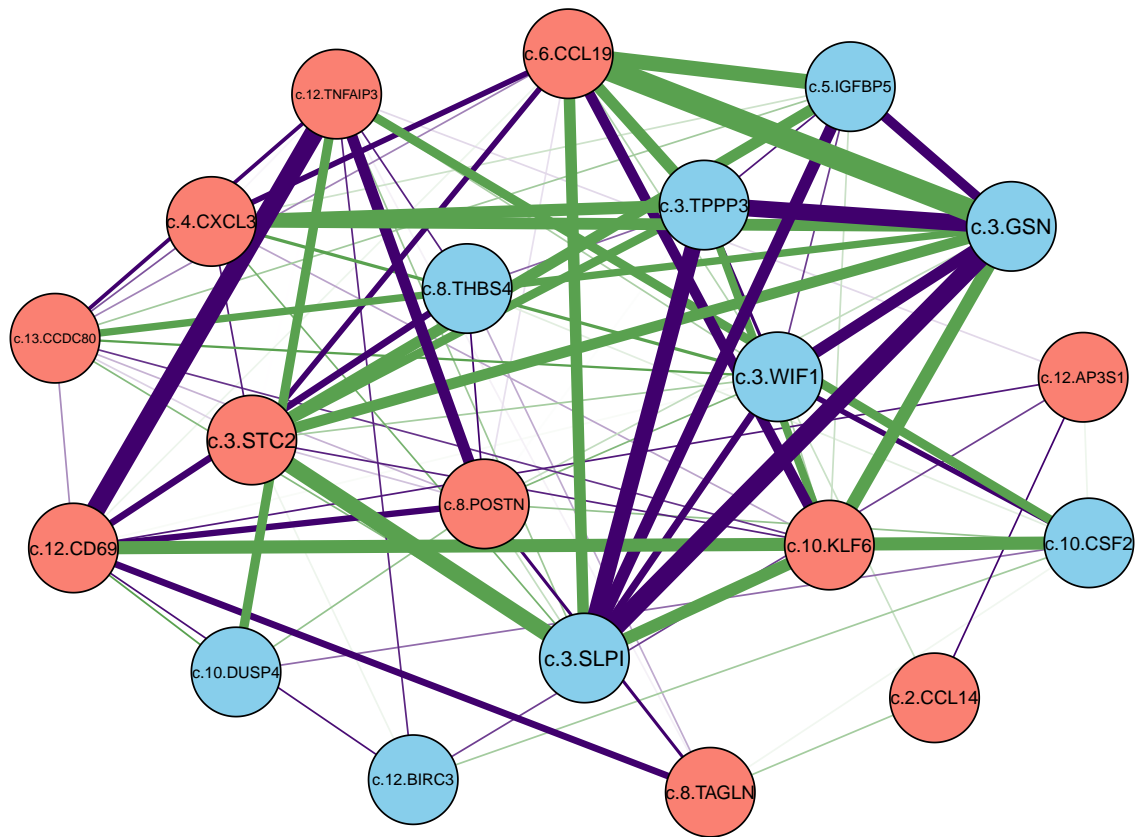 c.6.CCL19
c.5.IGFBP5
c.12.TNFAIP3
c.3.TPPP3
c.4.CXCL3
c.3.GSN
c.8.THBS4
c.13.CCDC80
c.3.WIF1
c.12.AP3S1
c.3.STC2
c.8.POSTN
c.12.CD69
c.10.KLF6
c.10.CSF2
c.3.SLPI
c.10.DUSP4
c.2.CCL14
c.12.BIRC3
c.8.TAGLN